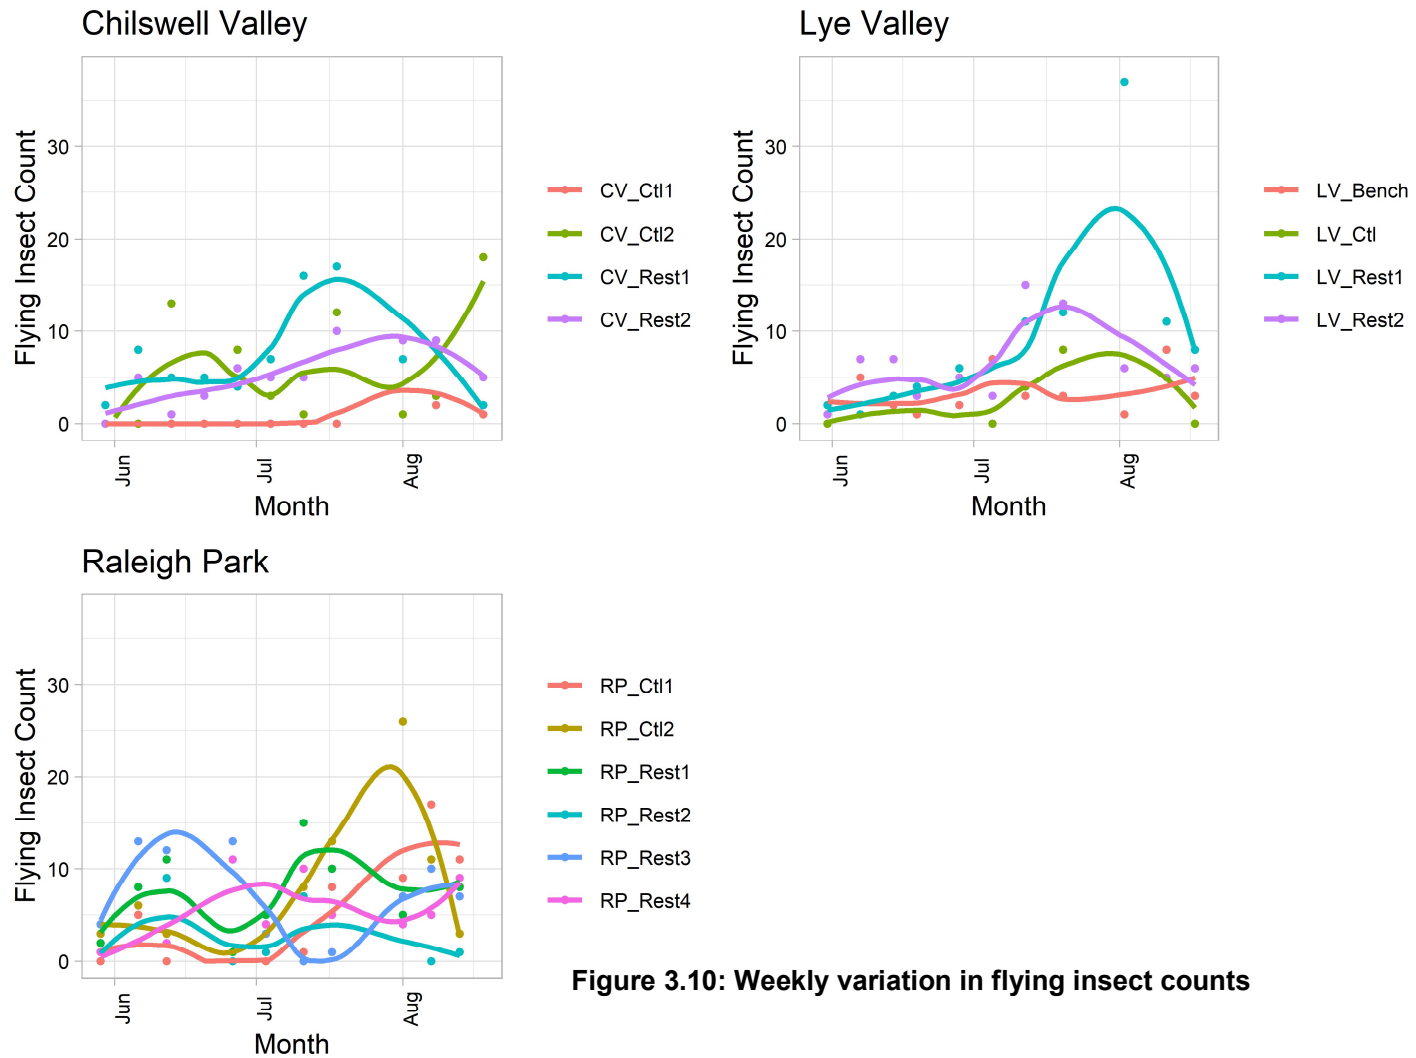 Chilswell Valley
Flying Insect Count
30
20
10
0
Jun
Jul
Aug
Month
CV_Ctl1
CV_Ctl2
CV_Rest1
CV_Rest2
Lye Valley
Flying Insect Count
30
20
10
0
Jun
Jul
Aug
Month
LV_Bench
LV_Ctl
LV_Rest1
LV_Rest2
Raleigh Park
Flying Insect Count
30
20
10
0
Jun
Jul
Aug
Month
RP_Ctl1
RP_Ctl2
RP_Rest1
RP_Rest2
RP_Rest3
RP_Rest4
Figure 3.10: Weekly variation in flying insect counts